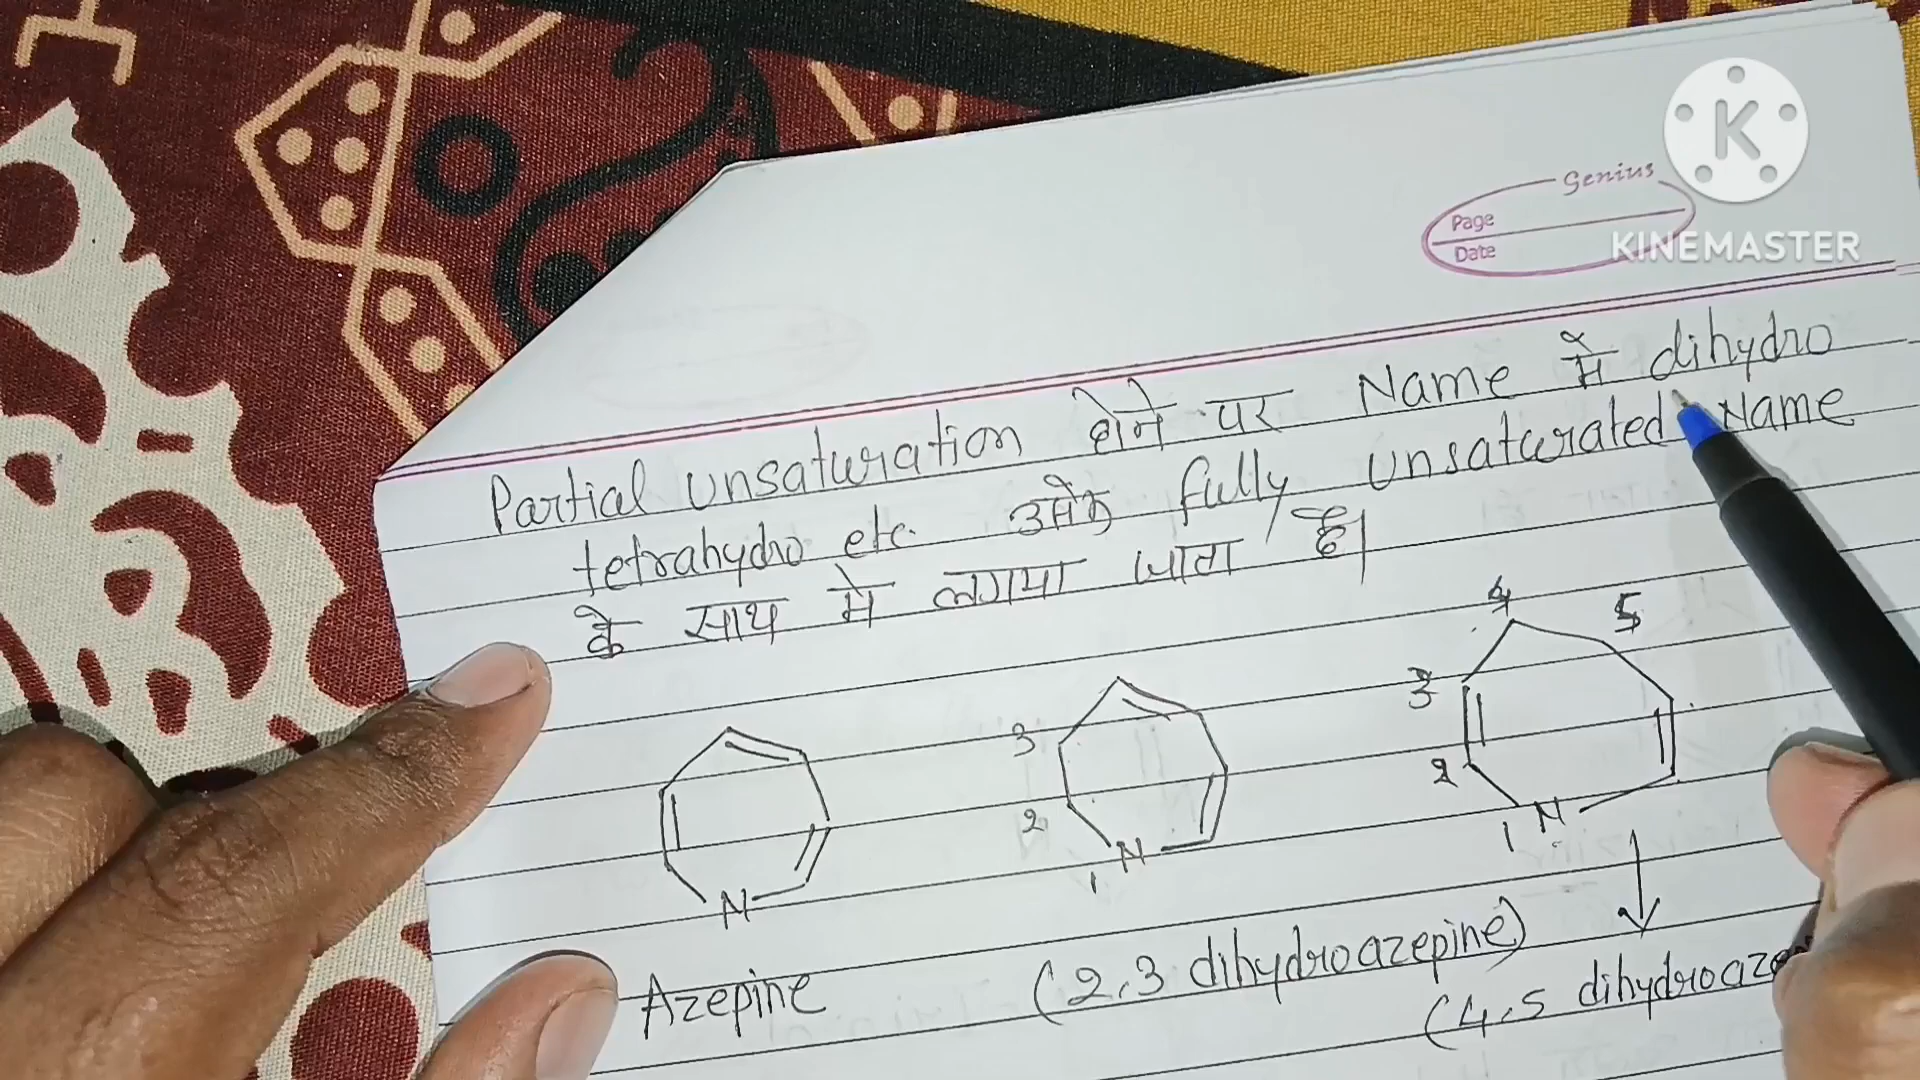 Genius
Page
Date
KINEMASTER
Partial unsaturation होने पर Name में dihydro
tetrahydro etc. उसके fully unsaturated Name
के साथ मे लगाया जाता है।
4 5
3 3
2 2
N N N
1 1
Azepine (2,3 dihydroazepine)
(4,5 dihydroaze